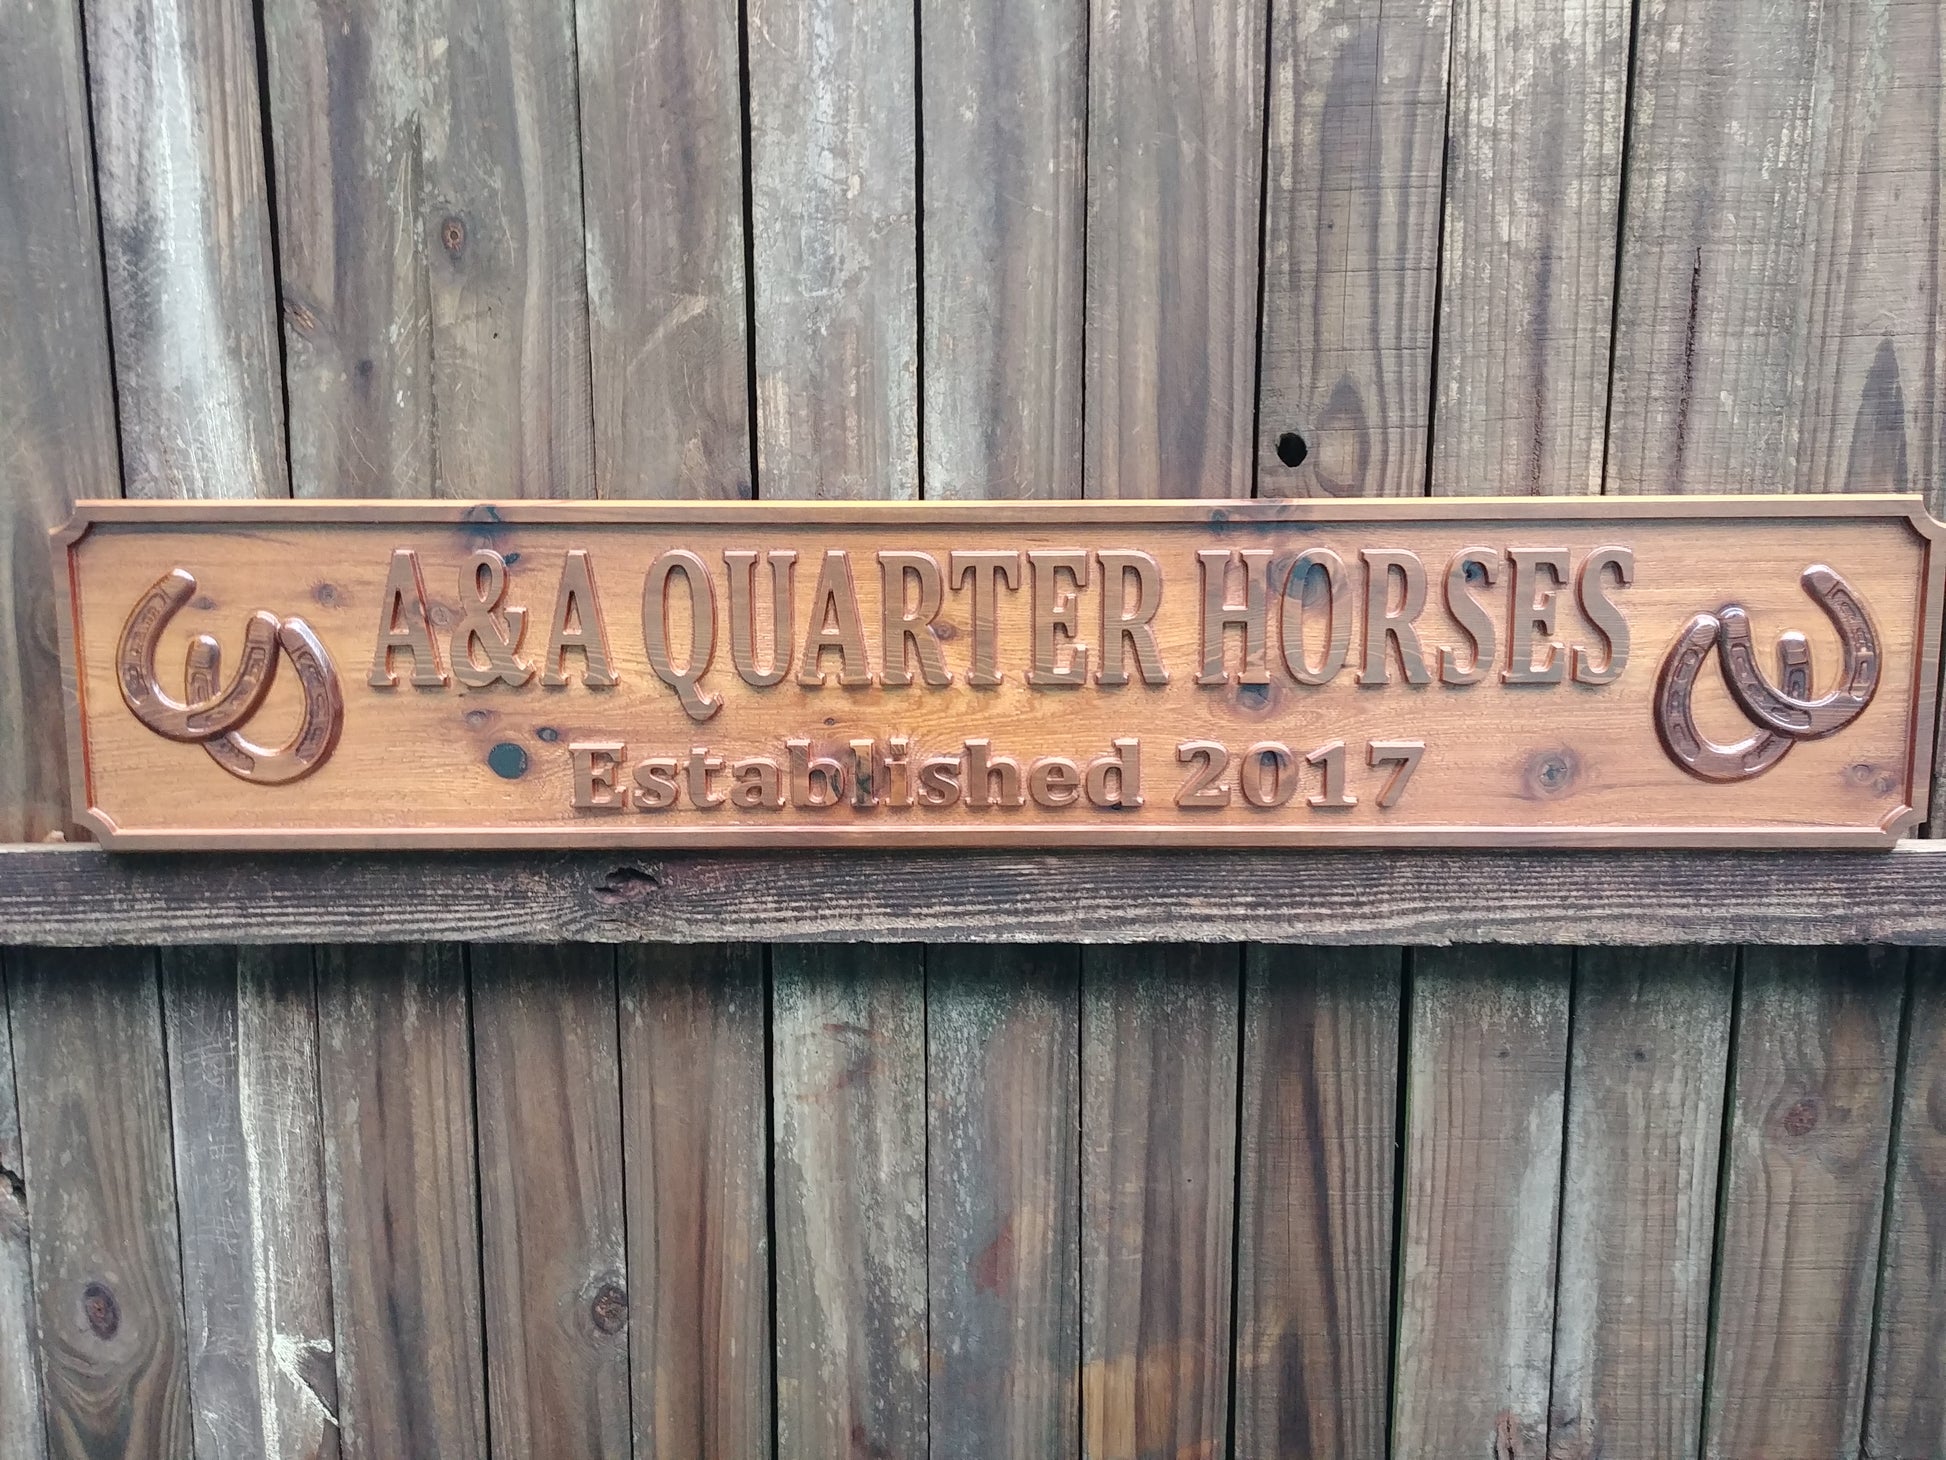 A&A QUARTER HORSES
Established 2017